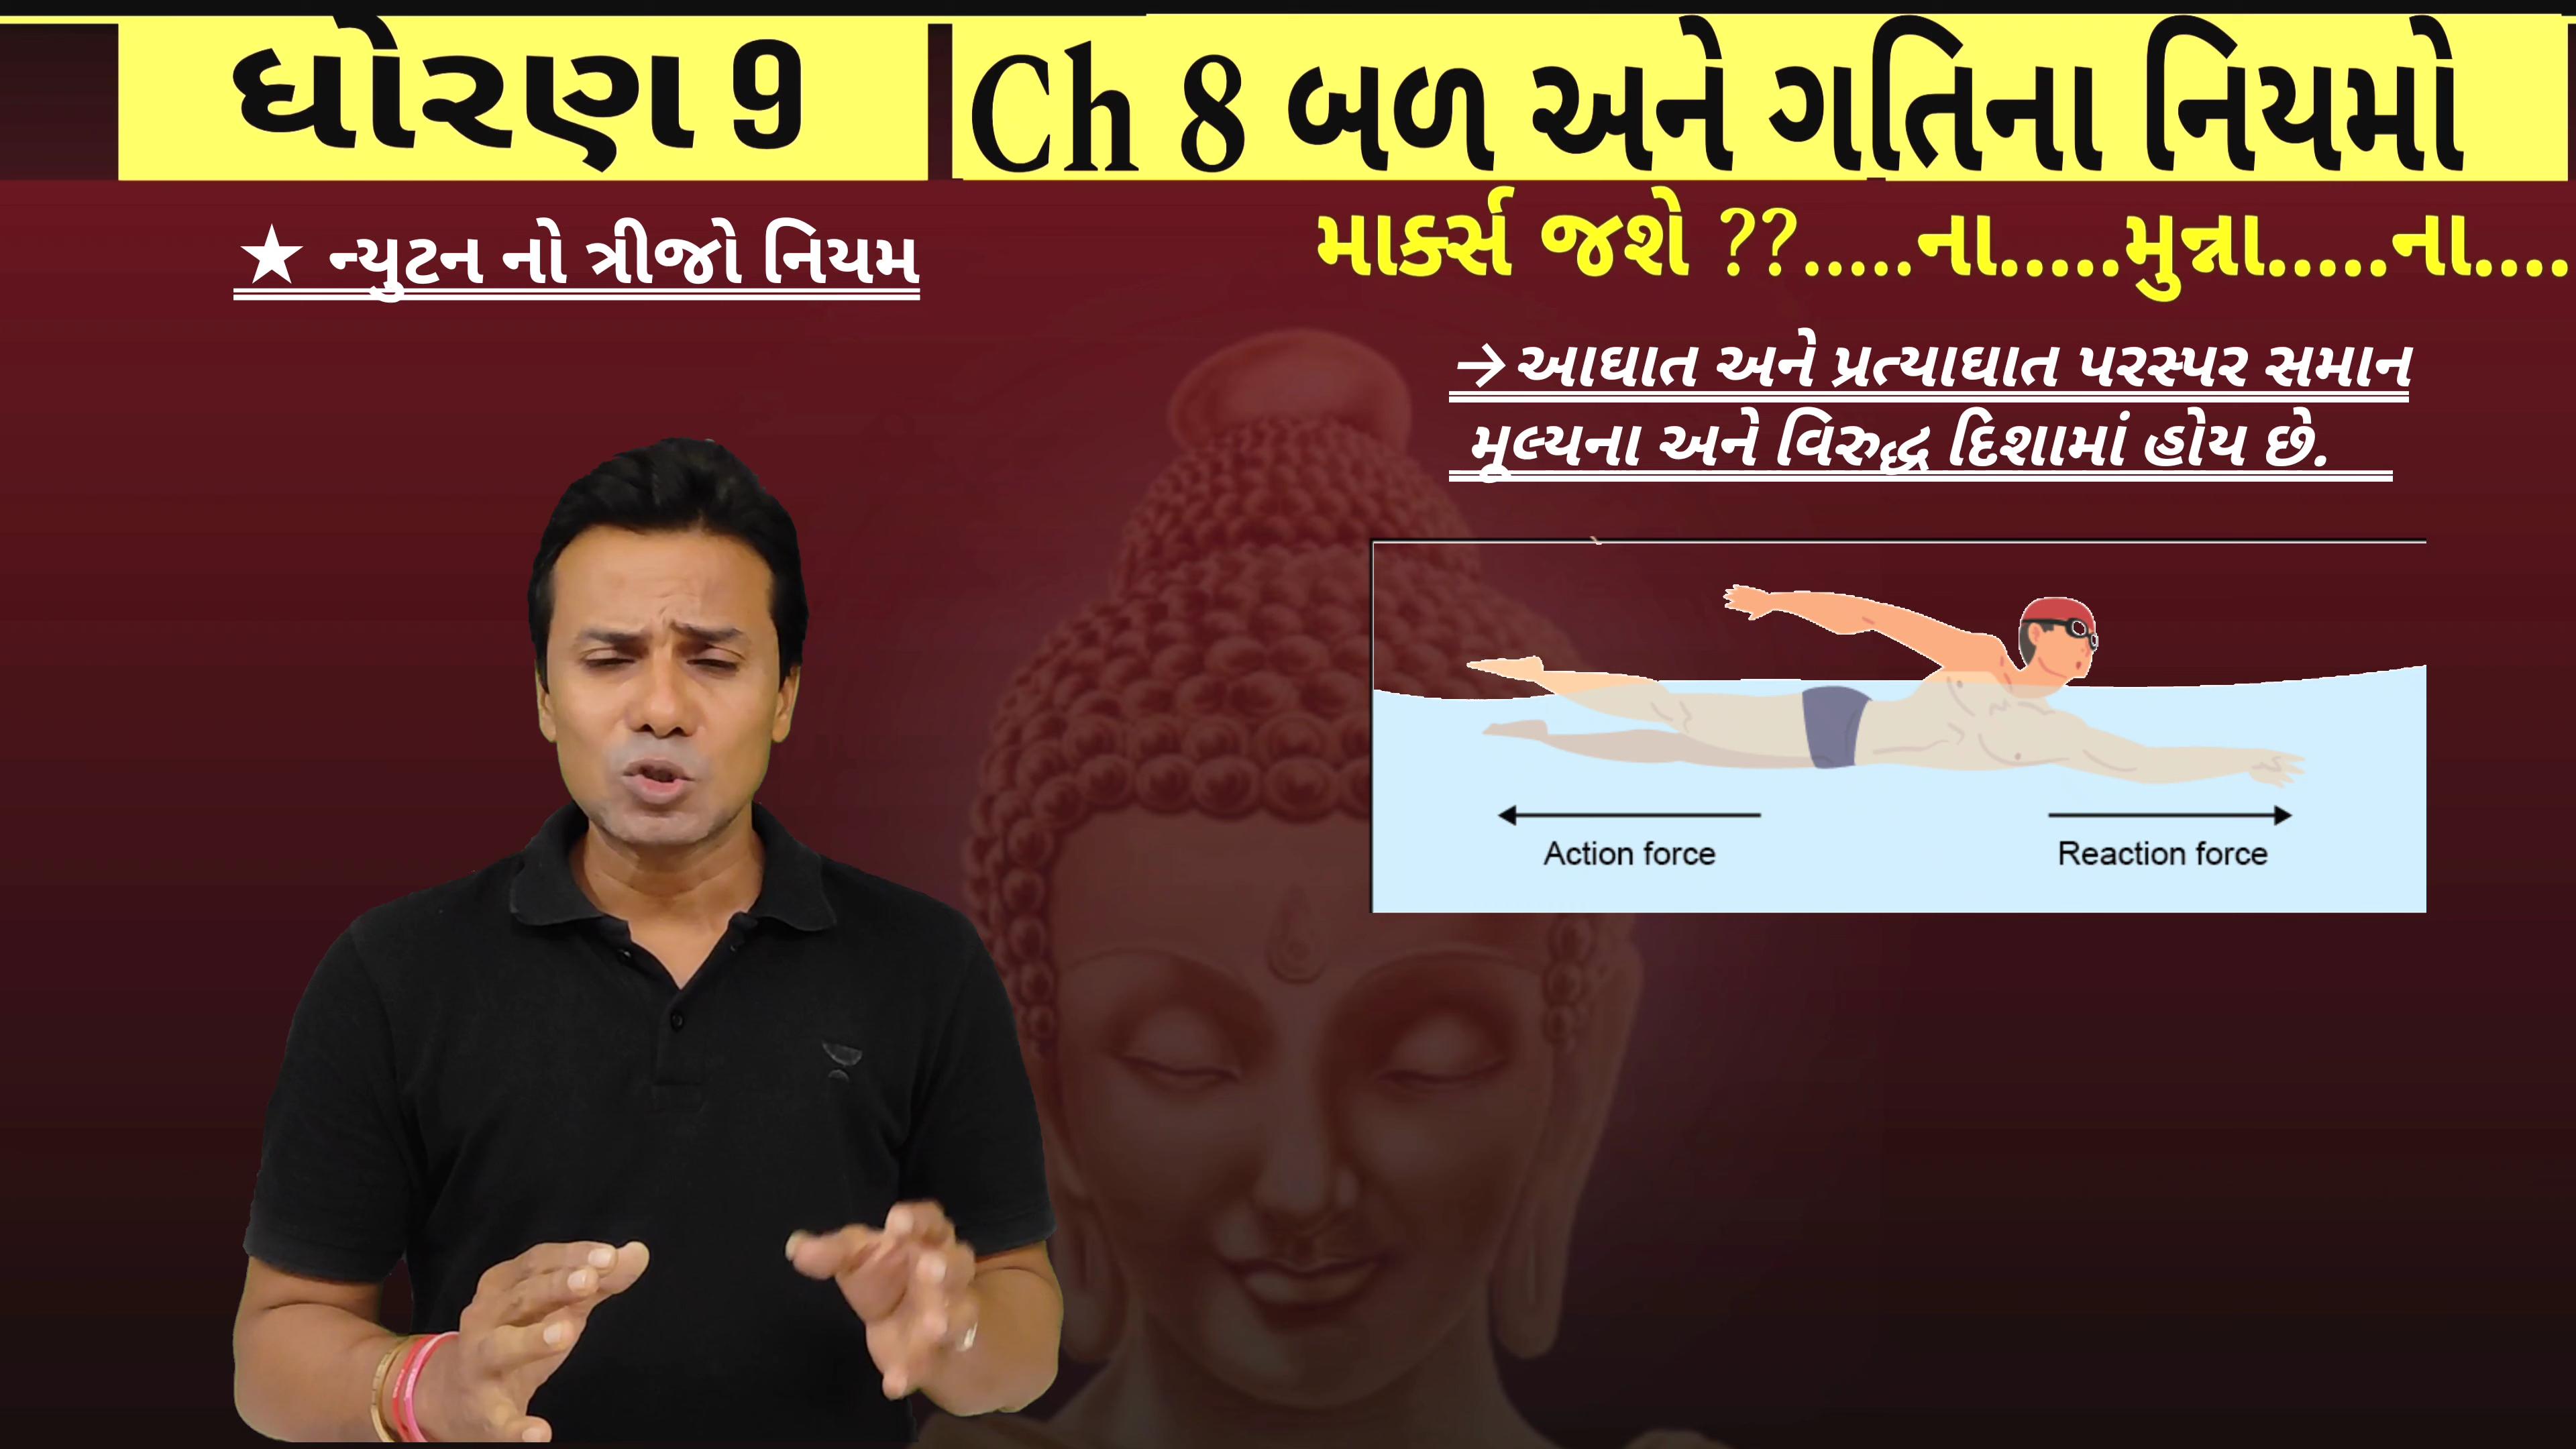 ધોરણ 9
Ch 8 બળ અને ગતિના નિયમો
★ ન્યુટન નો ત્રીજો નિયમ
માર્ક્સ જશે ??.....ના.....મુન્ના.....ના....
→આઘાત અને પ્રત્યાઘાત પરસ્પર સમાન
મૂલ્યના અને વિરુદ્ધ દિશામાં હોય છે.
Action force
Reaction force